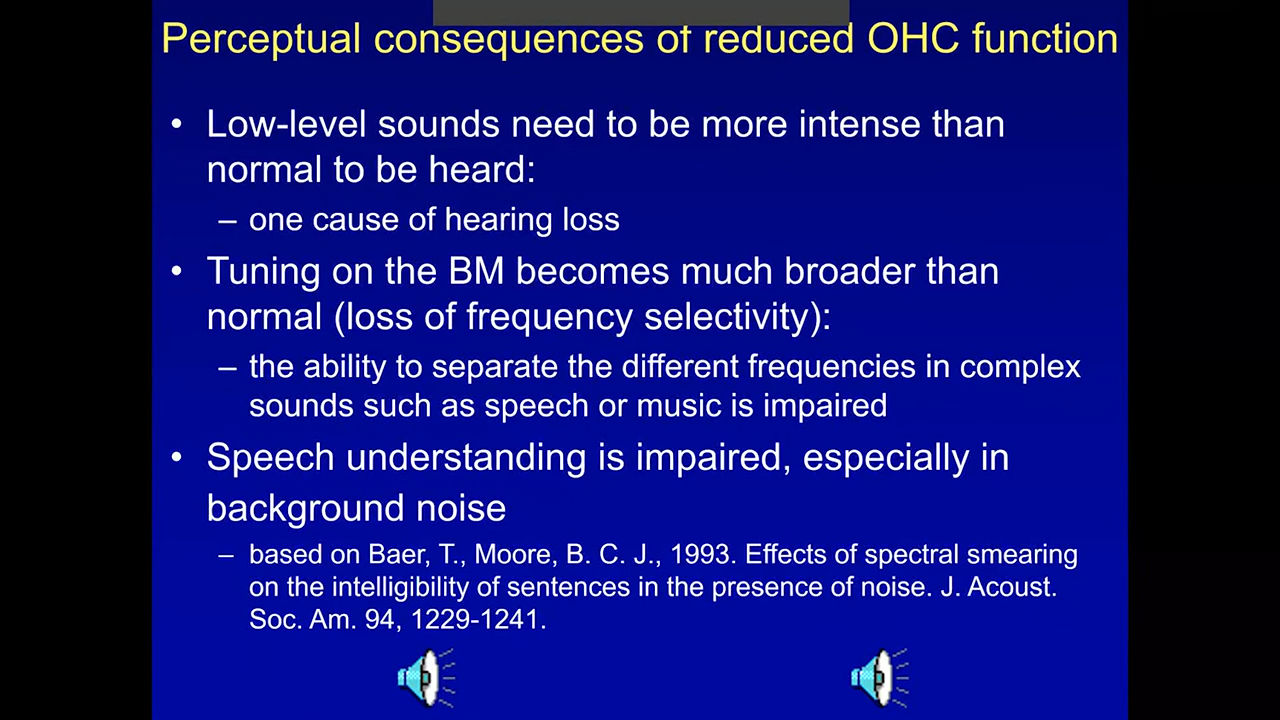 Perceptual consequences of reduced OHC function
• Low-level sounds need to be more intense than
normal to be heard:
– one cause of hearing loss
• Tuning on the BM becomes much broader than
normal (loss of frequency selectivity):
– the ability to separate the different frequencies in complex
sounds such as speech or music is impaired
• Speech understanding is impaired, especially in
background noise
– based on Baer, T., Moore, B. C. J., 1993. Effects of spectral smearing
on the intelligibility of sentences in the presence of noise. J. Acoust.
Soc. Am. 94, 1229-1241.